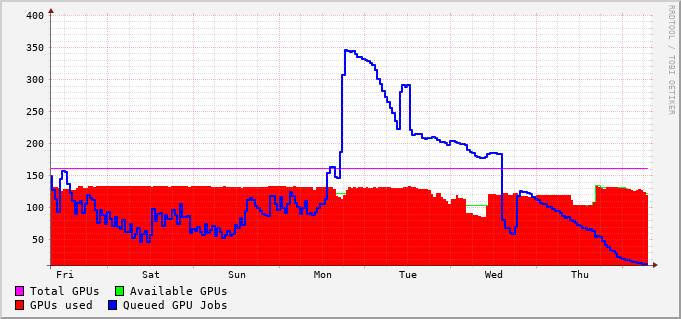 400
350
300
250
200
150
100
50
Fri Sat Sun Mon Tue Wed Thu
Total GPUs Available GPUs
GPUs used Queued GPU Jobs
RRDTOOL / TOBI OETIKER